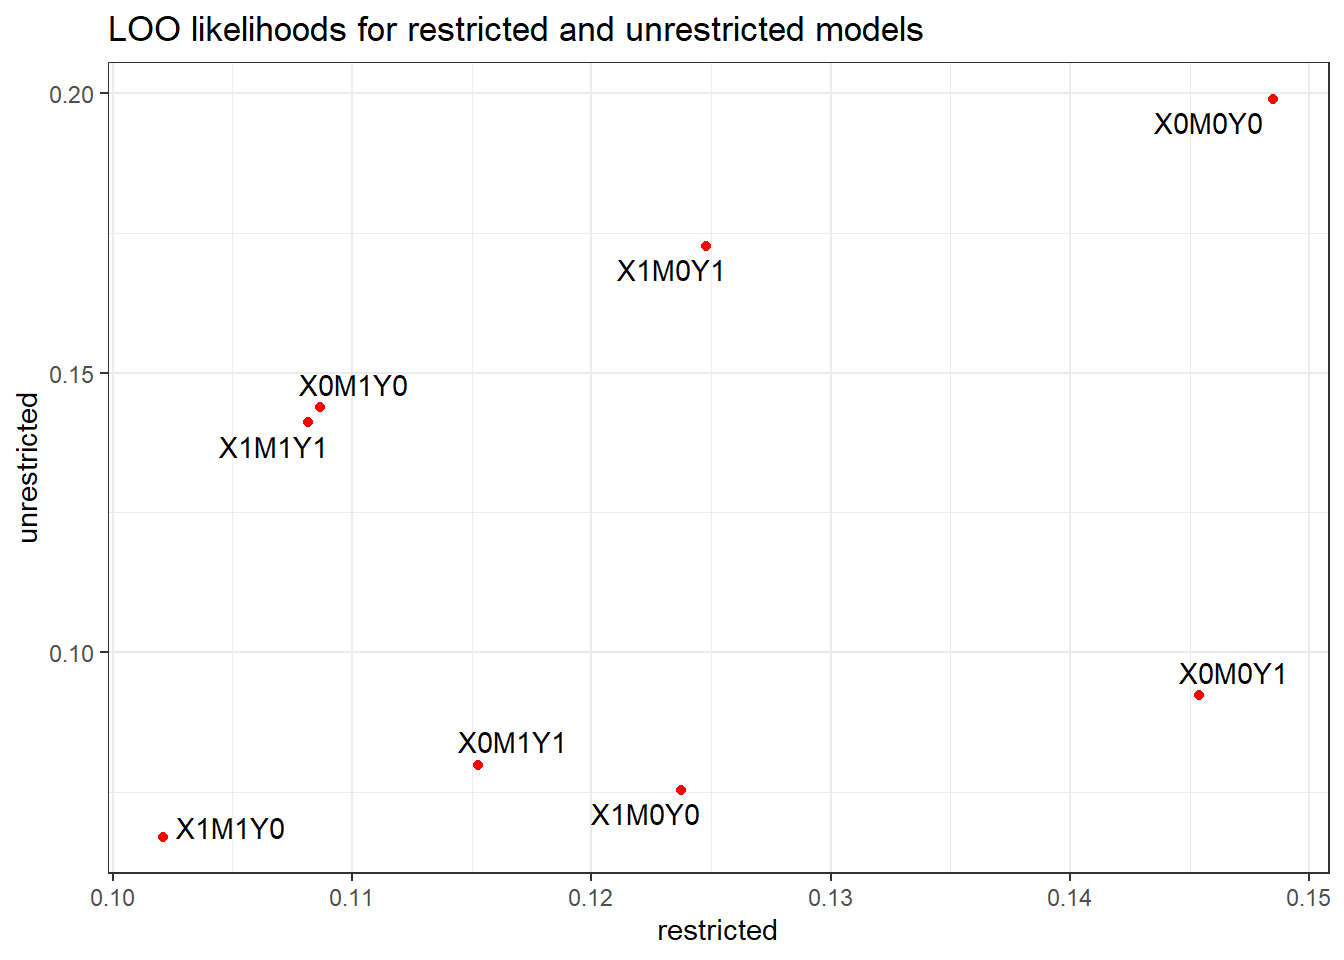 LOO likelihoods for restricted and unrestricted models
0.20
X0M0Y0
X1M0Y1
0.15
X0M1Y0
X1M1Y1
unrestricted
0.10
X0M0Y1
X0M1Y1
X1M0Y0
X1M1Y0
0.10 0.11 0.12 0.13 0.14 0.15
restricted